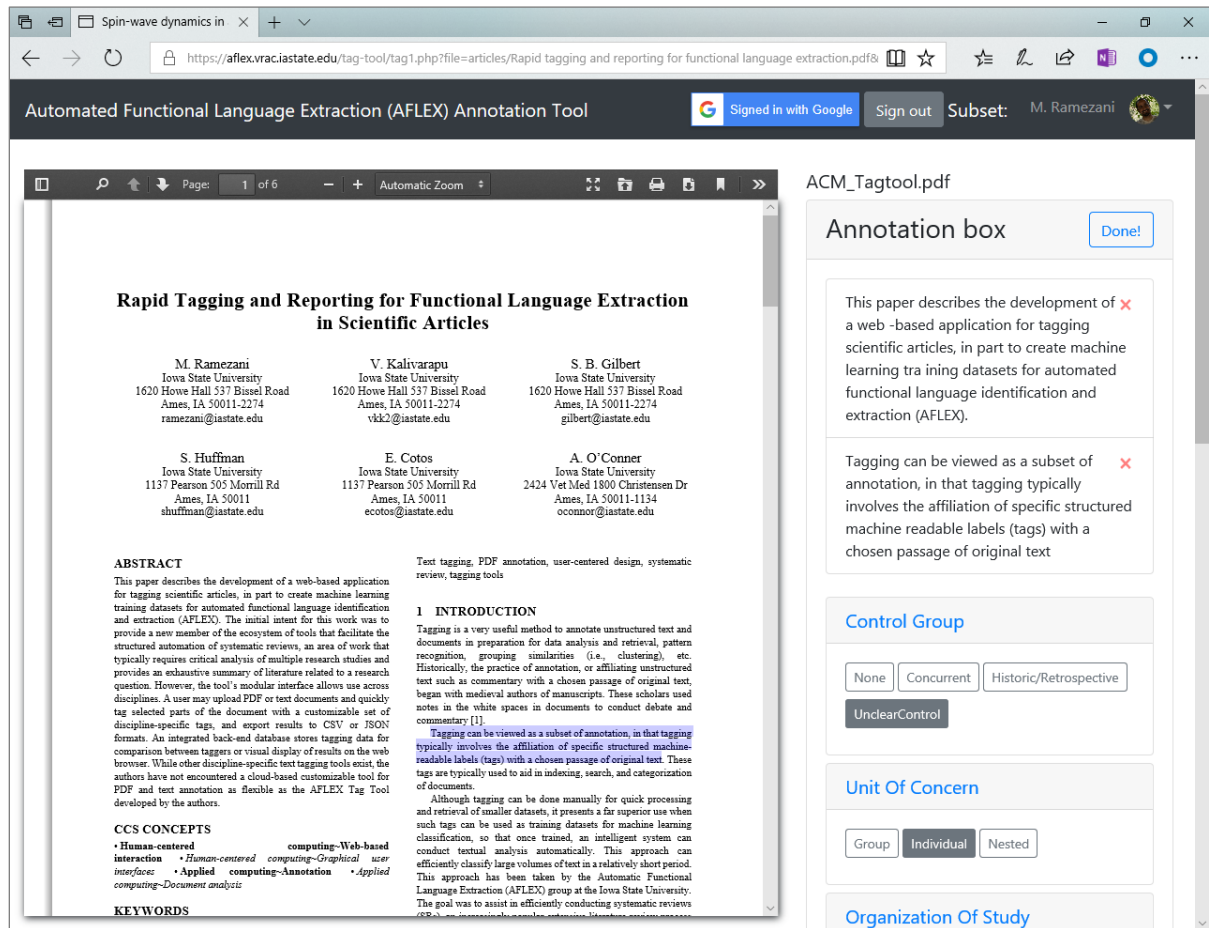 Spin-wave dynamics in
https://aflex.vrac.iastate.edu/tag-tool/tag1.php?file=articles/Rapid tagging and reporting for functional language extraction.pdf&
Automated Functional Language Extraction (AFLEX) Annotation Tool
G Signed in with Google
Sign out
Subset:
M. Ramezani
Page: 1 of 6
Automatic Zoom
Rapid Tagging and Reporting for Functional Language Extraction
in Scientific Articles
M. Ramezani
Iowa State University
1620 Howe Hall 537 Bissel Road
Ames, IA 50011-2274
ramezani@iastate.edu
V. Kalivarapu
Iowa State University
1620 Howe Hall 537 Bissel Road
Ames, IA 50011-2274
vkk2@iastate.edu
S. B. Gilbert
Iowa State University
1620 Howe Hall 537 Bissel Road
Ames, IA 50011-2274
gilbert@iastate.edu
S. Huffman
Iowa State University
1137 Pearson 505 Morrill Rd
Ames, IA 50011
shuffman@iastate.edu
E. Cotos
Iowa State University
1137 Pearson 505 Morrill Rd
Ames, IA 50011
ecotos@iastate.edu
A. O'Conner
Iowa State University
2424 Vet Med 1800 Christensen Dr
Ames, IA 50011-1134
oconnor@iastate.edu
ABSTRACT
This paper describes the development of a web-based application
for tagging scientific articles, in part to create machine learning
training datasets for automated functional language identification
and extraction (AFLEX). The initial intent for this work was to
provide a new member of the ecosystem of tools that facilitate the
structured automation of systematic reviews, an area of work that
typically requires critical analysis of multiple research studies and
provides an exhaustive summary of literature related to a research
question. However, the tool's modular interface allows use across
disciplines. A user may upload PDF or text documents and quickly
tag selected parts of the document with a customizable set of
discipline-specific tags, and export results to CSV or JSON
formats. An integrated back-end database stores tagging data for
comparison between taggers or visual display of results on the web
browser. While other discipline-specific text tagging tools exist, the
authors have not encountered a cloud-based customizable tool for
PDF and text annotation as flexible as the AFLEX Tag Tool
developed by the authors.
CCS CONCEPTS
• Human-centered computing~Web-based
interaction • Human-centered computing~Graphical user
interfaces • Applied computing~Annotation • Applied
computing~Document analysis
KEYWORDS
Text tagging, PDF annotation, user-centered design, systematic
review, tagging tools
1 INTRODUCTION
Tagging is a very useful method to annotate unstructured text and
documents in preparation for data analysis and retrieval, pattern
recognition, grouping similarities (i.e., clustering), etc.
Historically, the practice of annotation, or affiliating unstructured
text such as commentary with a chosen passage of original text,
began with medieval authors of manuscripts. These scholars used
notes in the white spaces in documents to conduct debate and
commentary [1].
Tagging can be viewed as a subset of annotation, in that tagging
typically involves the affiliation of specific structured machine-
readable labels (tags) with a chosen passage of original text. These
tags are typically used to aid in indexing, search, and categorization
of documents.
Although tagging can be done manually for quick processing
and retrieval of smaller datasets, it presents a far superior use when
such tags can be used as training datasets for machine learning
classification, so that once trained, an intelligent system can
conduct textual analysis automatically. This approach can
efficiently classify large volumes of text in a relatively short period.
This approach has been taken by the Automatic Functional
Language Extraction (AFLEX) group at the Iowa State University.
The goal was to assist in efficiently conducting systematic reviews
(SRs), an increasingly popular extensive literature review process
ACM_Tagtool.pdf
Annotation box
Done!
This paper describes the development of
a web -based application for tagging
scientific articles, in part to create machine
learning tra ining datasets for automated
functional language identification and
extraction (AFLEX).
Tagging can be viewed as a subset of
annotation, in that tagging typically
involves the affiliation of specific structured
machine readable labels (tags) with a
chosen passage of original text
Control Group
None Concurrent Historic/Retrospective
UnclearControl
Unit Of Concern
Group Individual Nested
Organization Of Study